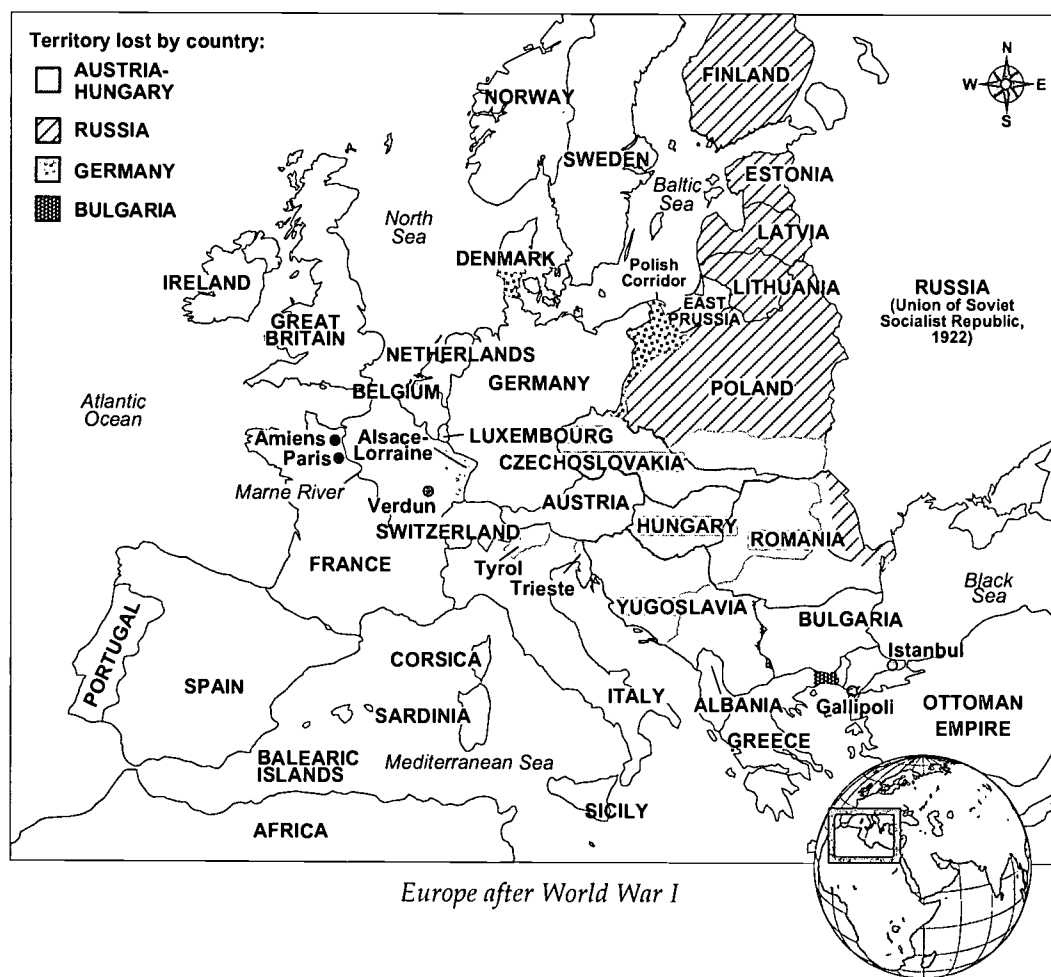 Territory lost by country:
AUSTRIA-
HUNGARY
RUSSIA
GERMANY
BULGARIA
N
W
E
S
FINLAND
NORWAY
SWEDEN
ESTONIA
Baltic
Sea
North
Sea
LATVIA
DENMARK
Polish
Corridor
IRELAND
LITHUANIA
RUSSIA
(Union of Soviet
Socialist Republic,
1922)
EAST
PRUSSIA
GREAT
BRITAIN
NETHERLANDS
GERMANY
BELGIUM
POLAND
Atlantic
Ocean
Amiens
Paris
Alsace-
Lorraine
LUXEMBOURG
CZECHOSLOVAKIA
Marne River
Verdun
AUSTRIA
SWITZERLAND
HUNGARY
ROMANIA
FRANCE
Tyrol
Trieste
Black
Sea
YUGOSLAVIA
BULGARIA
Istanbul
PORTUGAL
SPAIN
CORSICA
ITALY
SARDINIA
ALBANIA
Gallipoli
OTTOMAN
EMPIRE
GREECE
BALEARIC
ISLANDS
Mediterranean Sea
SICILY
AFRICA
Europe after World War I